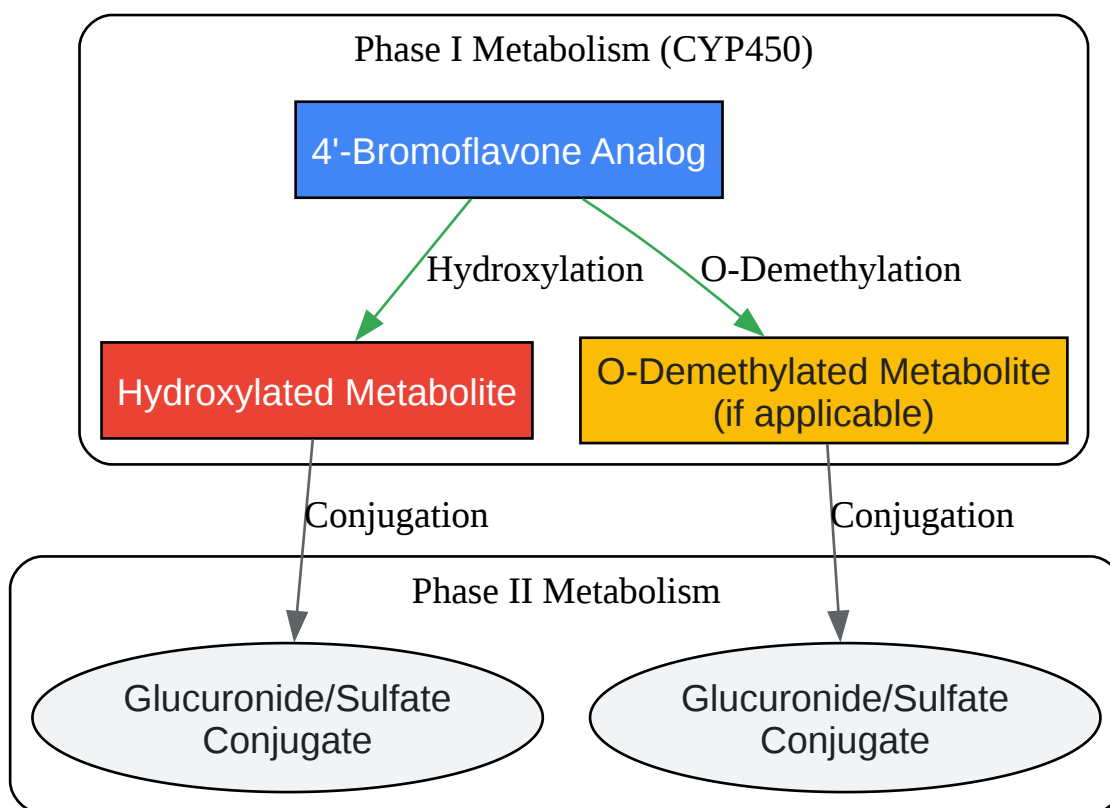 Phase I Metabolism (CYP450)
4'-Bromoflavone Analog
Hydroxylation
O-Demethylation
Hydroxylated Metabolite
O-Demethylated Metabolite
(if applicable)
Conjugation
Conjugation
Phase II Metabolism
Glucuronide/Sulfate
Conjugate
Glucuronide/Sulfate
Conjugate